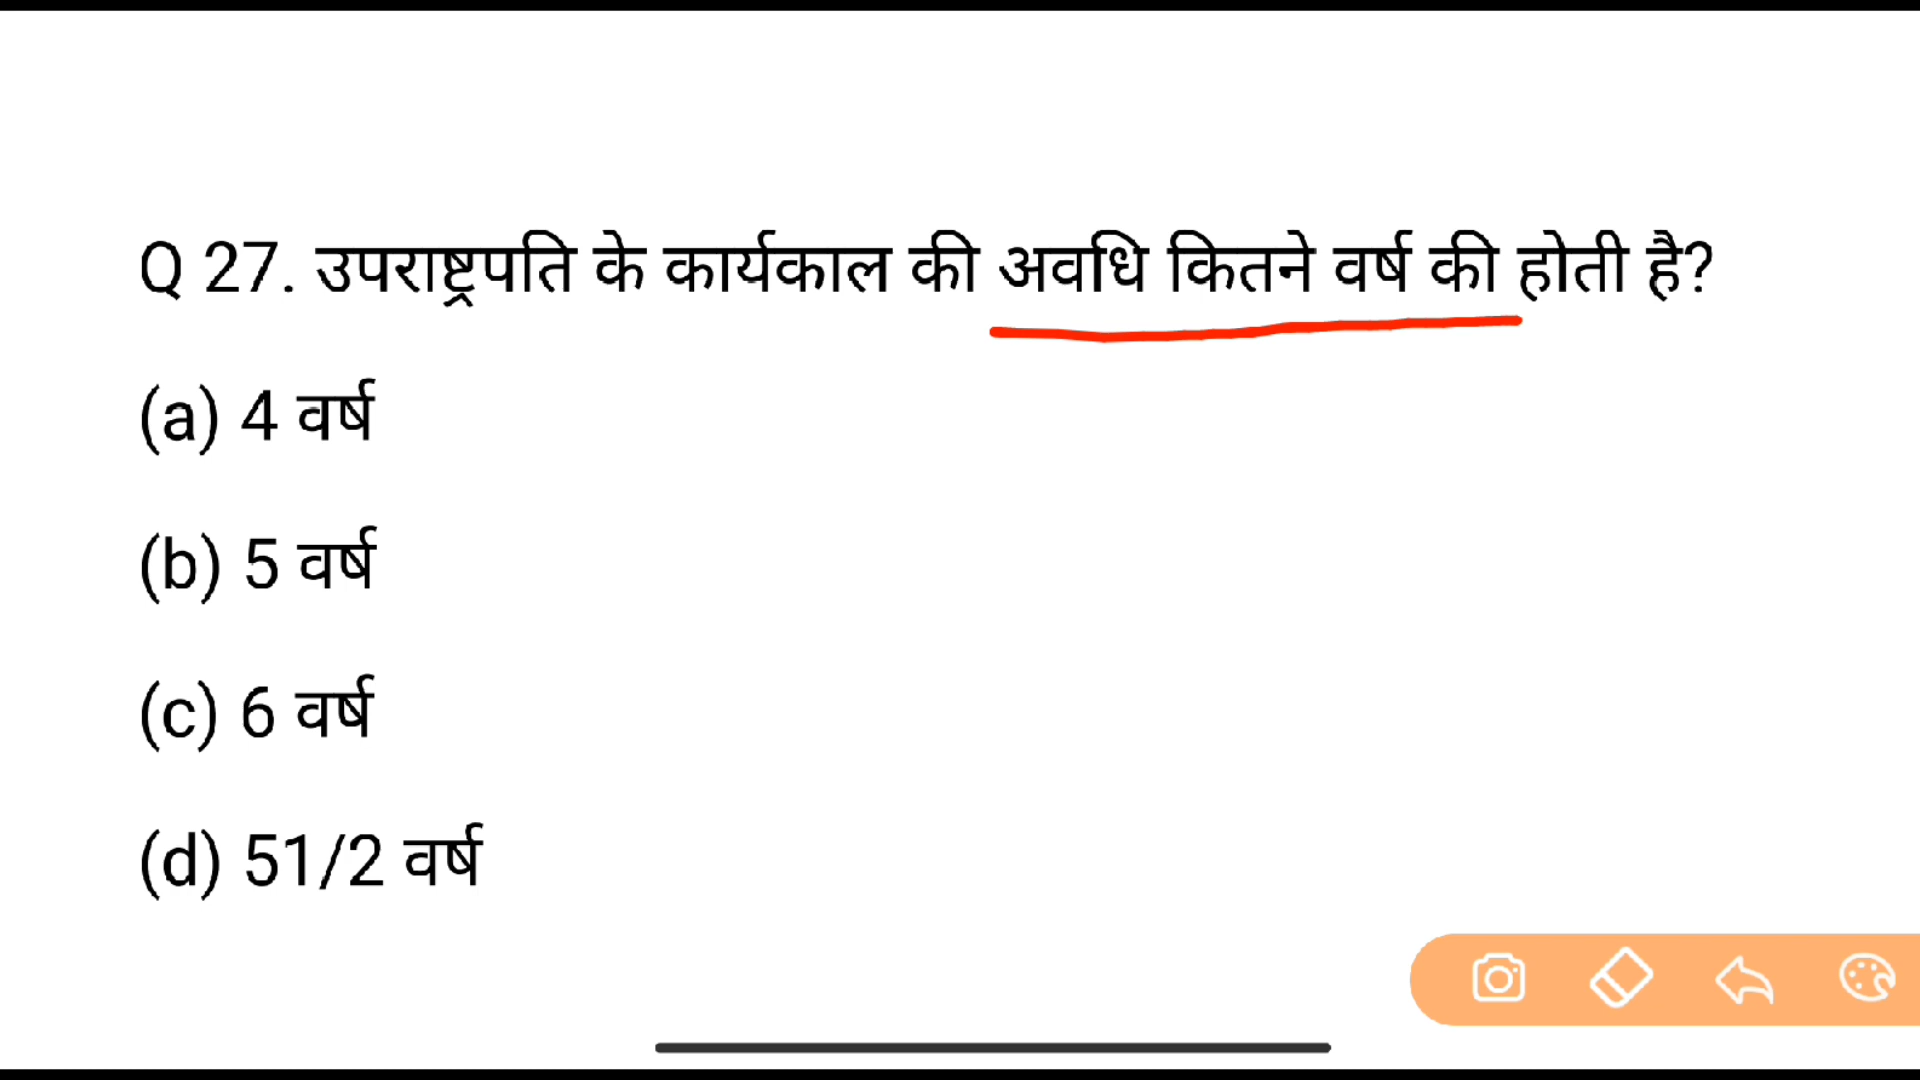 Q 27. उपराष्ट्रपति के कार्यकाल की अवधि कितने वर्ष की होती है?
(a) 4 वर्ष
(b) 5 वर्ष
(c) 6 वर्ष
(d) 51/2 वर्ष